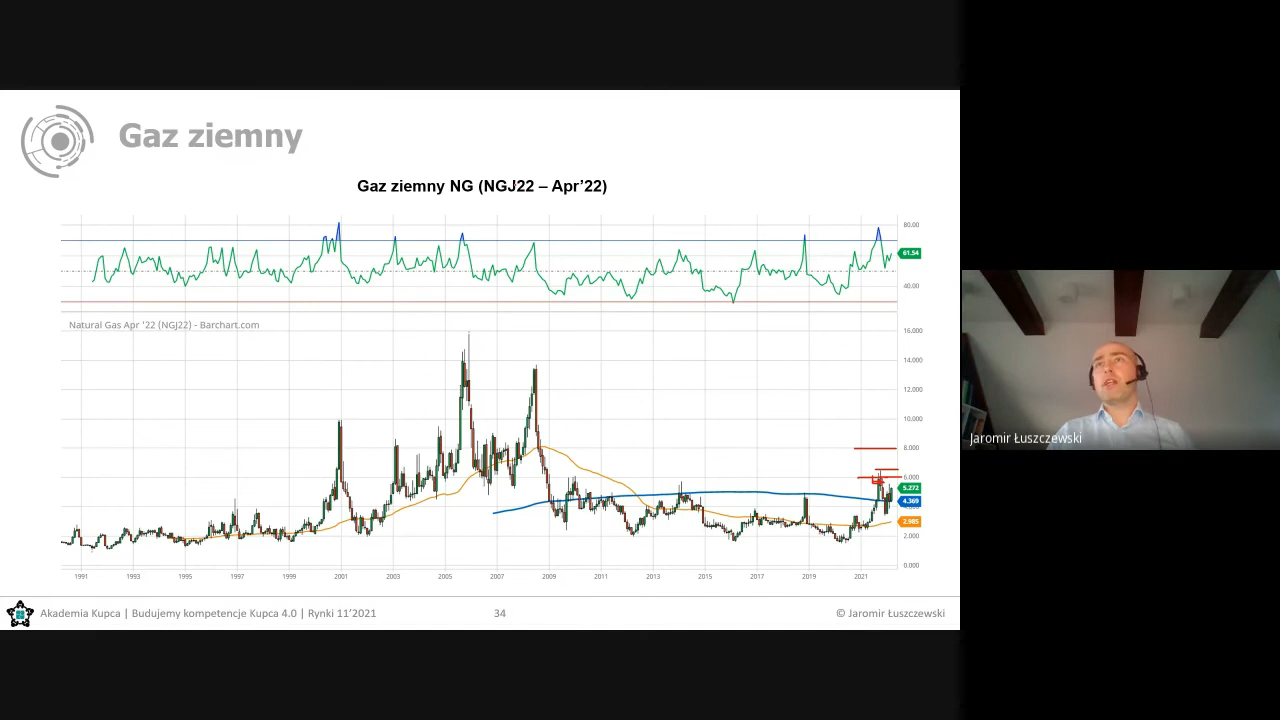 Gaz ziemny
Gaz ziemny NG (NGJ22 – Apr’22)
80.00
61.54
40.00
Natural Gas Apr '22 (NGJ22) - Barchart.com
16.000
14.000
12.000
10.000
8.000
6.000
5.272
4.369
2.985
2.000
0.000
1991 1993 1995 1997 1999 2001 2003 2005 2007 2009 2011 2013 2015 2017 2019 2021
Akademia Kupca | Budujemy kompetencje Kupca 4.0 | Rynki 11’2021 34 © Jaromir Łuszczewski
Jaromir Łuszczewski